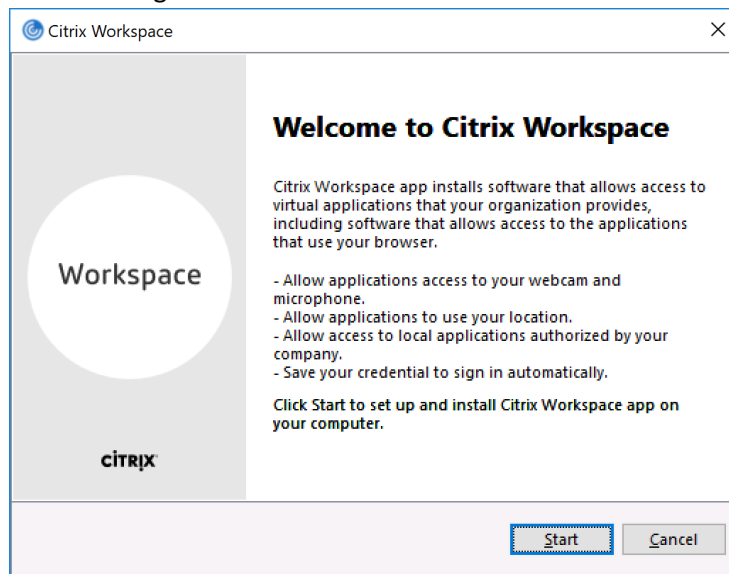 Citrix Workspace
Welcome to Citrix Workspace
Citrix Workspace app installs software that allows access to
virtual applications that your organization provides,
including software that allows access to the applications
that use your browser.
- Allow applications access to your webcam and
microphone.
- Allow applications to use your location.
- Allow access to local applications authorized by your
company.
- Save your credential to sign in automatically.
Click Start to set up and install Citrix Workspace app on
your computer.
Workspace
CİTRỊX
Start
Cancel